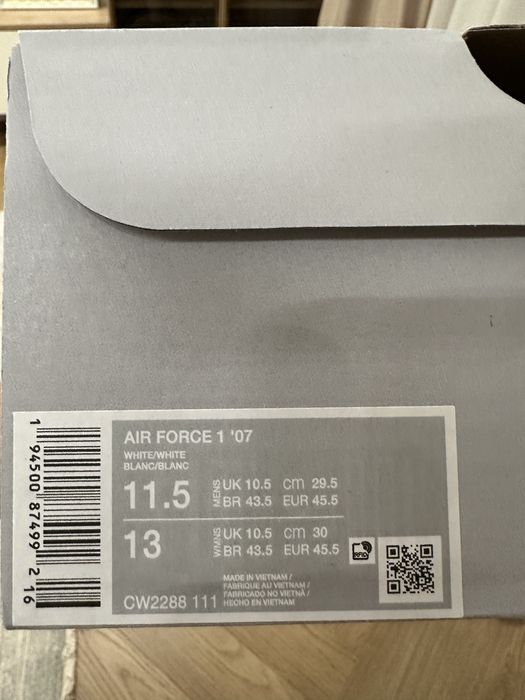 AIR FORCE 1 '07
WHITE/WHITE
BLANC/BLANC
11.5 MENS UK 10.5 cm 29.5
BR 43.5 EUR 45.5
13 WMNS UK 10.5 cm 30
BR 43.5 EUR 45.5
RFID
MADE IN VIETNAM /
FABRIQUE AU VIETNAM /
FABRICADO NO VIETNÃ /
HECHO EN VIETNAM
CW2288 111
1 94500 87499 2 16